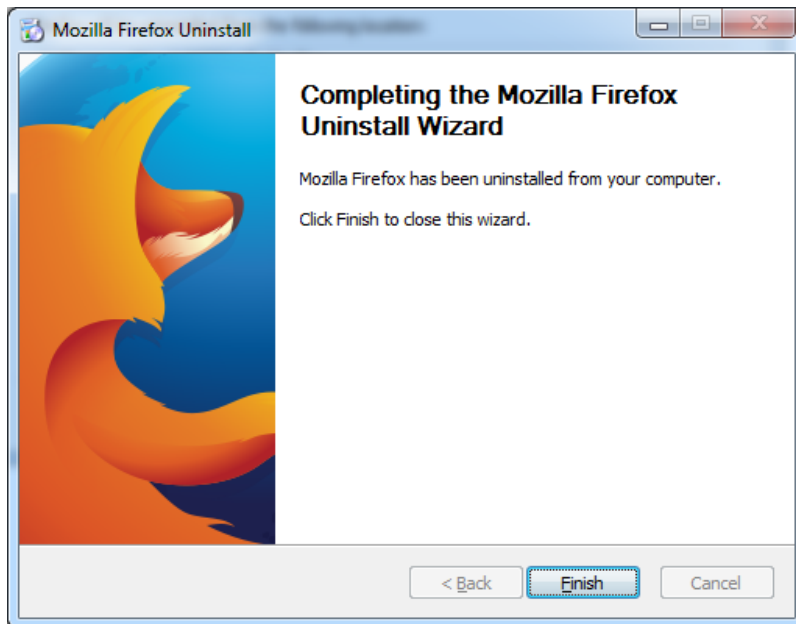 Mozilla Firefox Uninstall
Completing the Mozilla Firefox
Uninstall Wizard
Mozilla Firefox has been uninstalled from your computer.
Click Finish to close this wizard.
< Back
Finish
Cancel